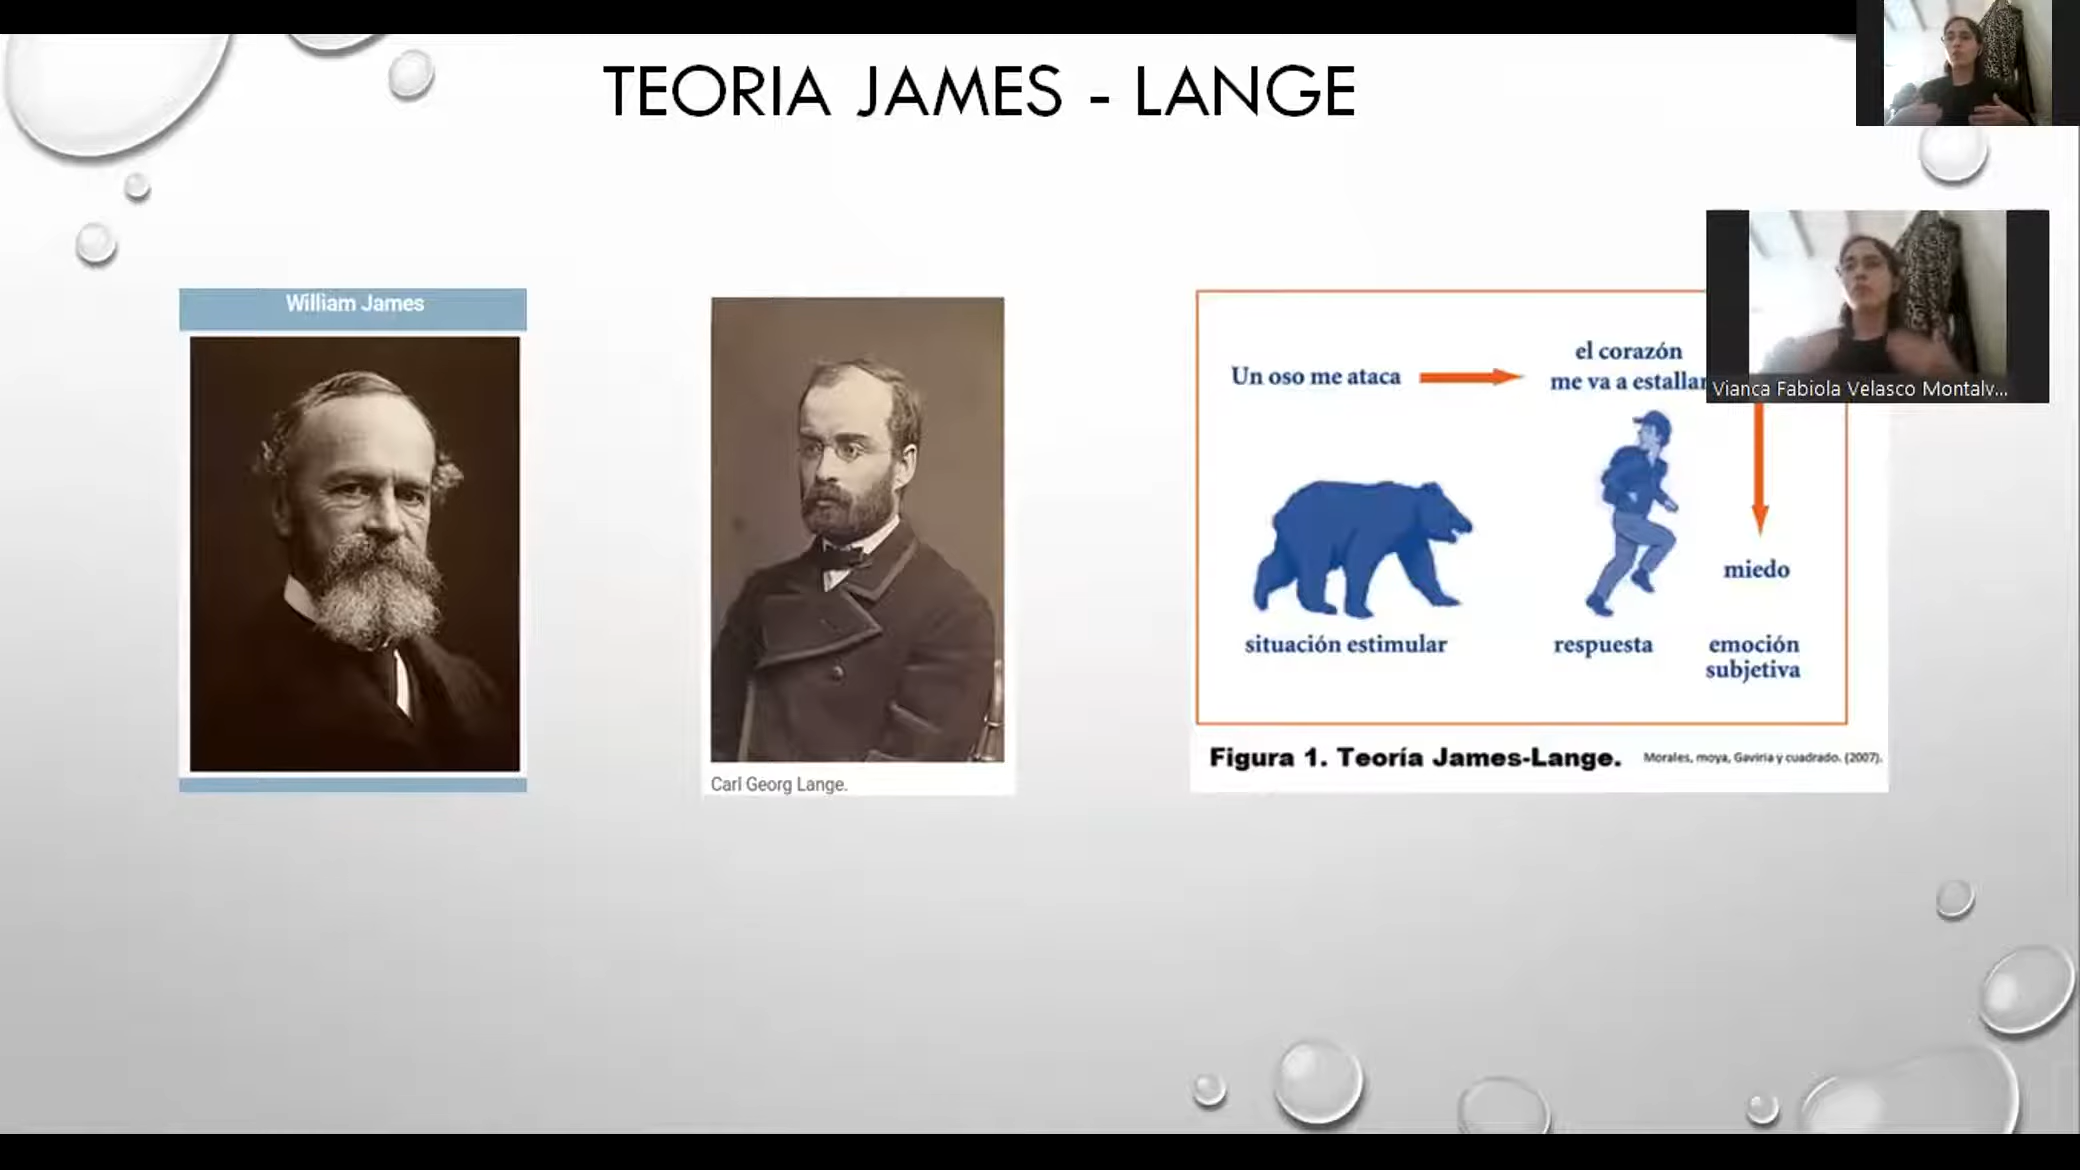 TEORIA JAMES - LANGE
William James
Carl Georg Lange.
Un oso me ataca
el corazón
me va a estallar
Vianca Fabiola Velasco Montalv...
miedo
situación estimular
respuesta
emoción
subjetiva
Figura 1. Teoría James-Lange.
Morales, moya, Gaviria y cuadrado. (2007).